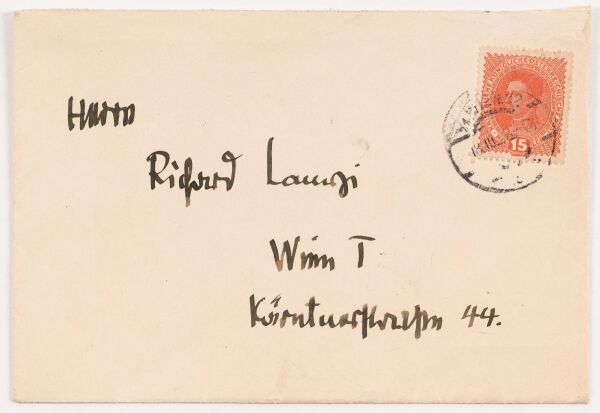 Herrn
Richard Lanyi
Wien I
Kärntnerstrasse 44.
15